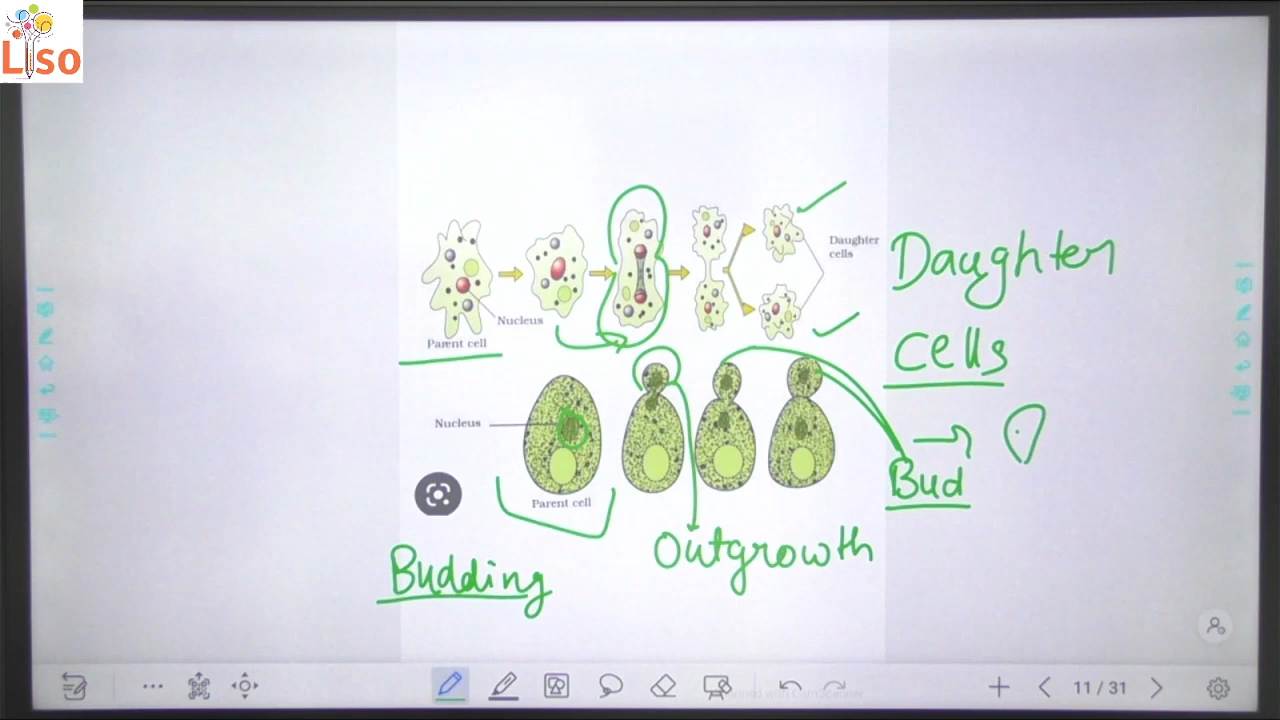 Liso
Daughter
cells
Nucleus
Parent cell
Daughter
cells
Nucleus
Parent cell
Bud
Outgrowth
Budding
11 / 31